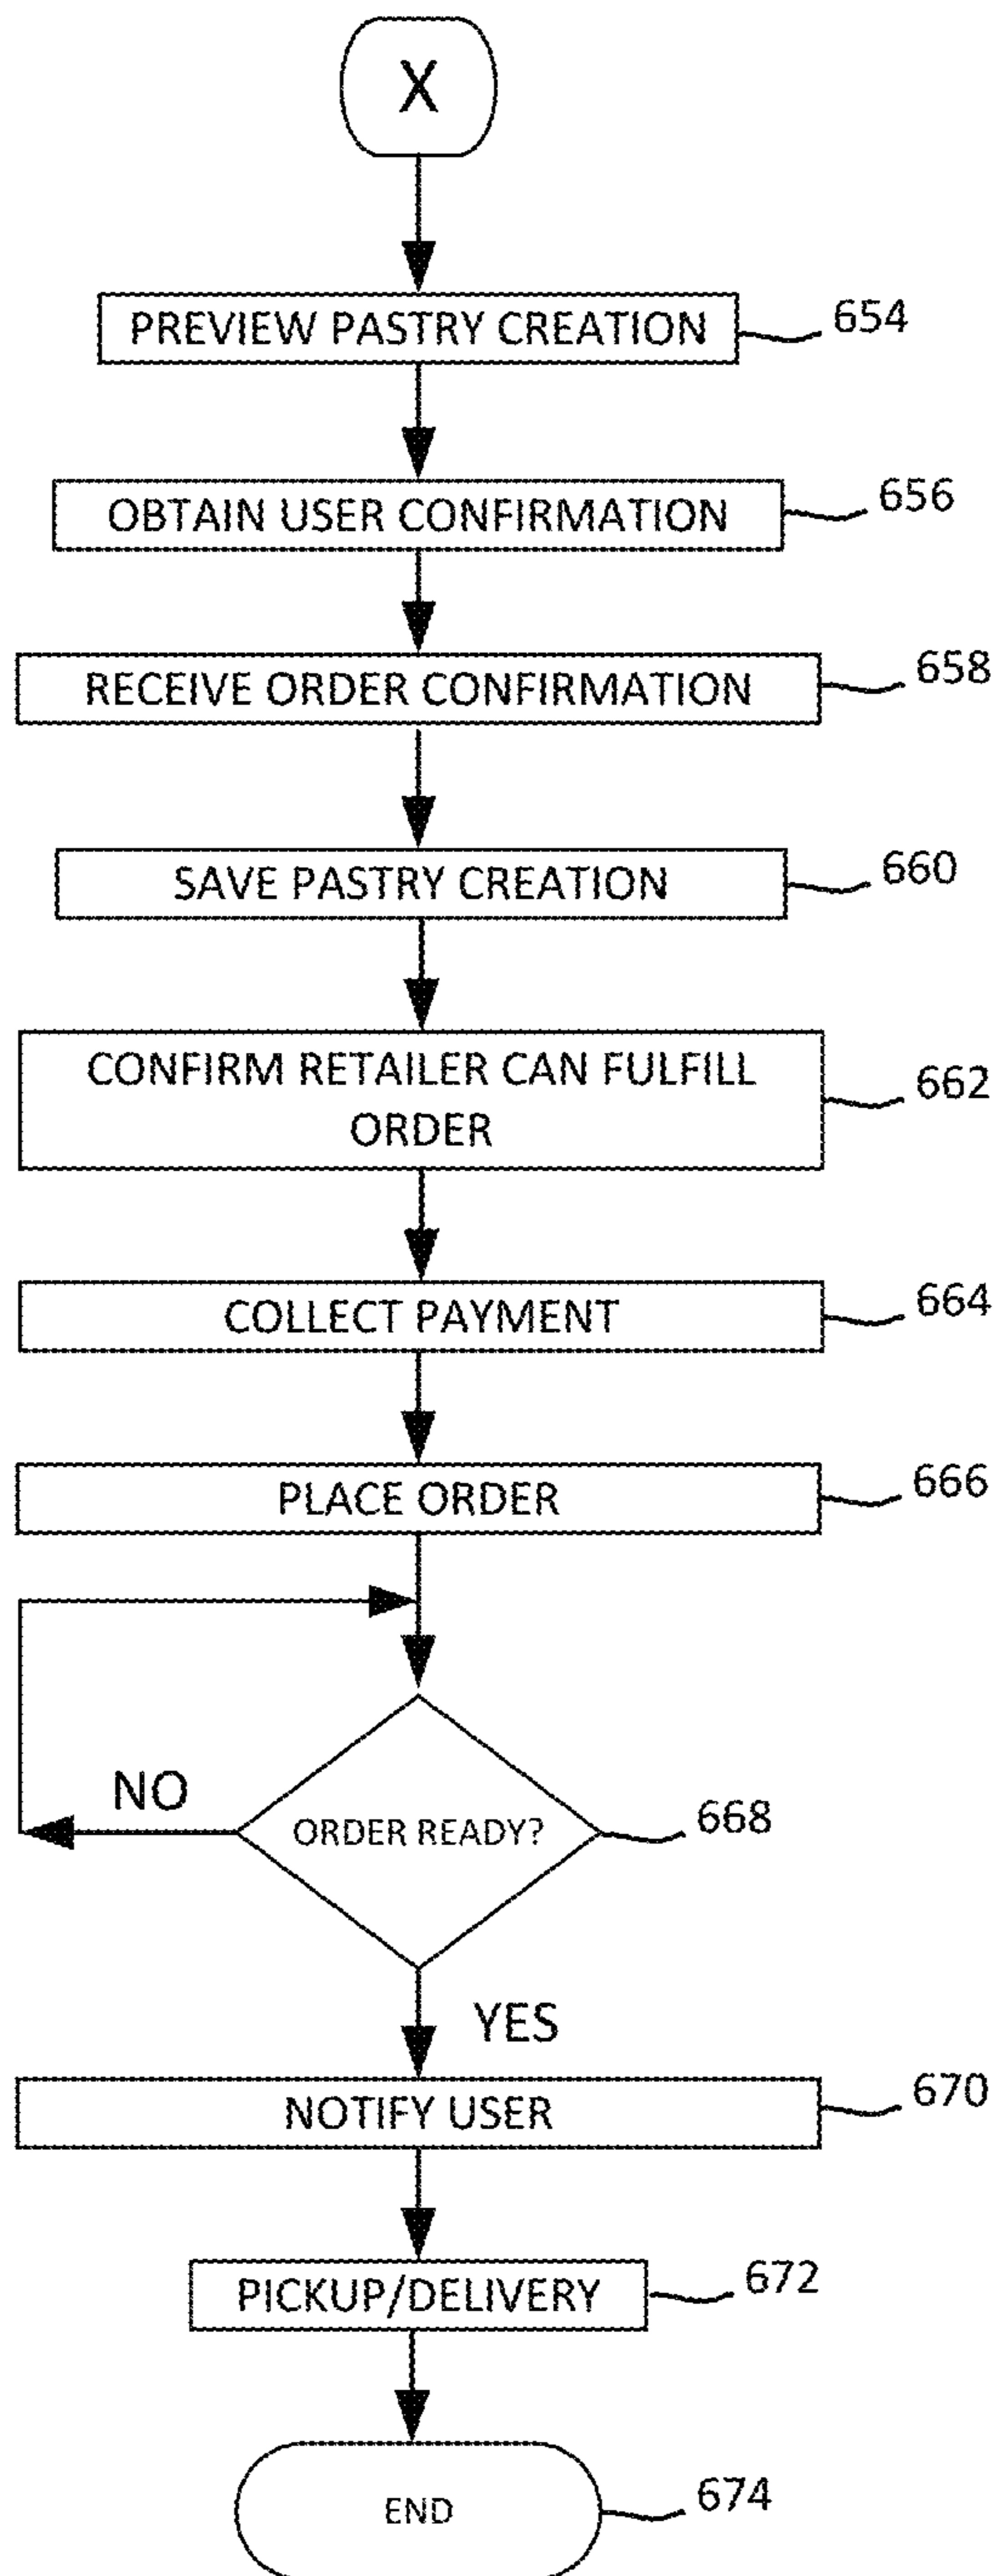 X
PREVIEW PASTRY CREATION
654
OBTAIN USER CONFIRMATION
656
RECEIVE ORDER CONFIRMATION
658
SAVE PASTRY CREATION
660
CONFIRM RETAILER CAN FULFILL
ORDER
662
COLLECT PAYMENT
664
PLACE ORDER
666
NO
ORDER READY?
668
YES
NOTIFY USER
670
PICKUP/DELIVERY
672
END
674